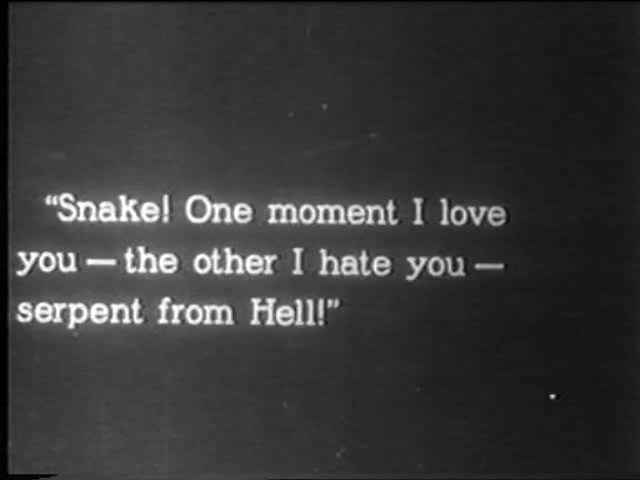 “Snake! One moment I love
you — the other I hate you —
serpent from Hell!”